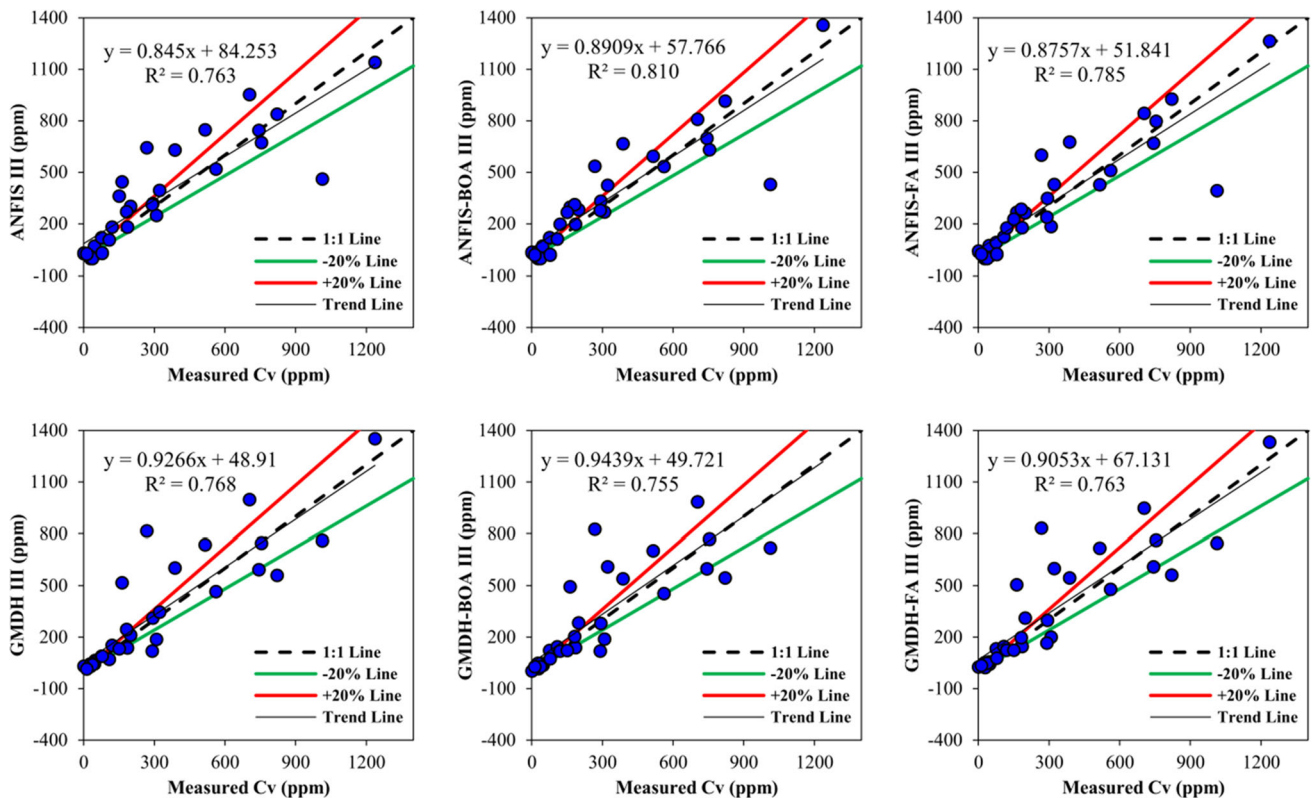 1400
1100
800
500
200
-100
-400
ANFIS III (ppm)
y = 0.845x + 84.253
R² = 0.763
1:1 Line
-20% Line
+20% Line
Trend Line
0 300 600 900 1200
Measured Cv (ppm)
1400
1100
800
500
200
-100
-400
ANFIS-BOA III (ppm)
y = 0.8909x + 57.766
R² = 0.810
1:1 Line
-20% Line
+20% Line
Trend Line
0 300 600 900 1200
Measured Cv (ppm)
1400
1100
800
500
200
-100
-400
ANFIS-FA III (ppm)
y = 0.8757x + 51.841
R² = 0.785
1:1 Line
-20% Line
+20% Line
Trend Line
0 300 600 900 1200
Measured Cv (ppm)
1400
1100
800
500
200
-100
-400
GMDH III (ppm)
y = 0.9266x + 48.91
R² = 0.768
1:1 Line
-20% Line
+20% Line
Trend Line
0 300 600 900 1200
Measured Cv (ppm)
1400
1100
800
500
200
-100
-400
GMDH-BOA III (ppm)
y = 0.9439x + 49.721
R² = 0.755
1:1 Line
-20% Line
+20% Line
Trend Line
0 300 600 900 1200
Measured Cv (ppm)
1400
1100
800
500
200
-100
-400
GMDH-FA III (ppm)
y = 0.9053x + 67.131
R² = 0.763
1:1 Line
-20% Line
+20% Line
Trend Line
0 300 600 900 1200
Measured Cv (ppm)